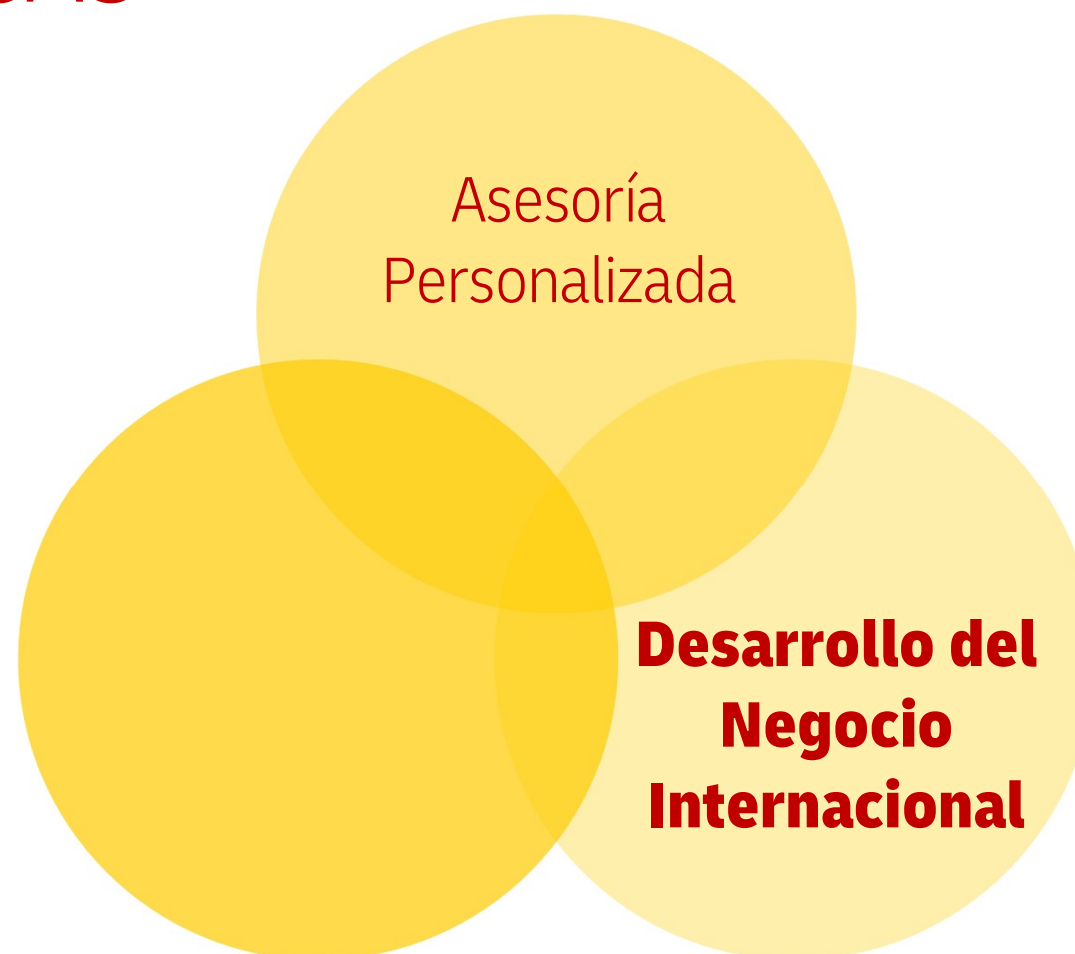 Asesoría
Personalizada
Desarrollo del
Negocio
Internacional